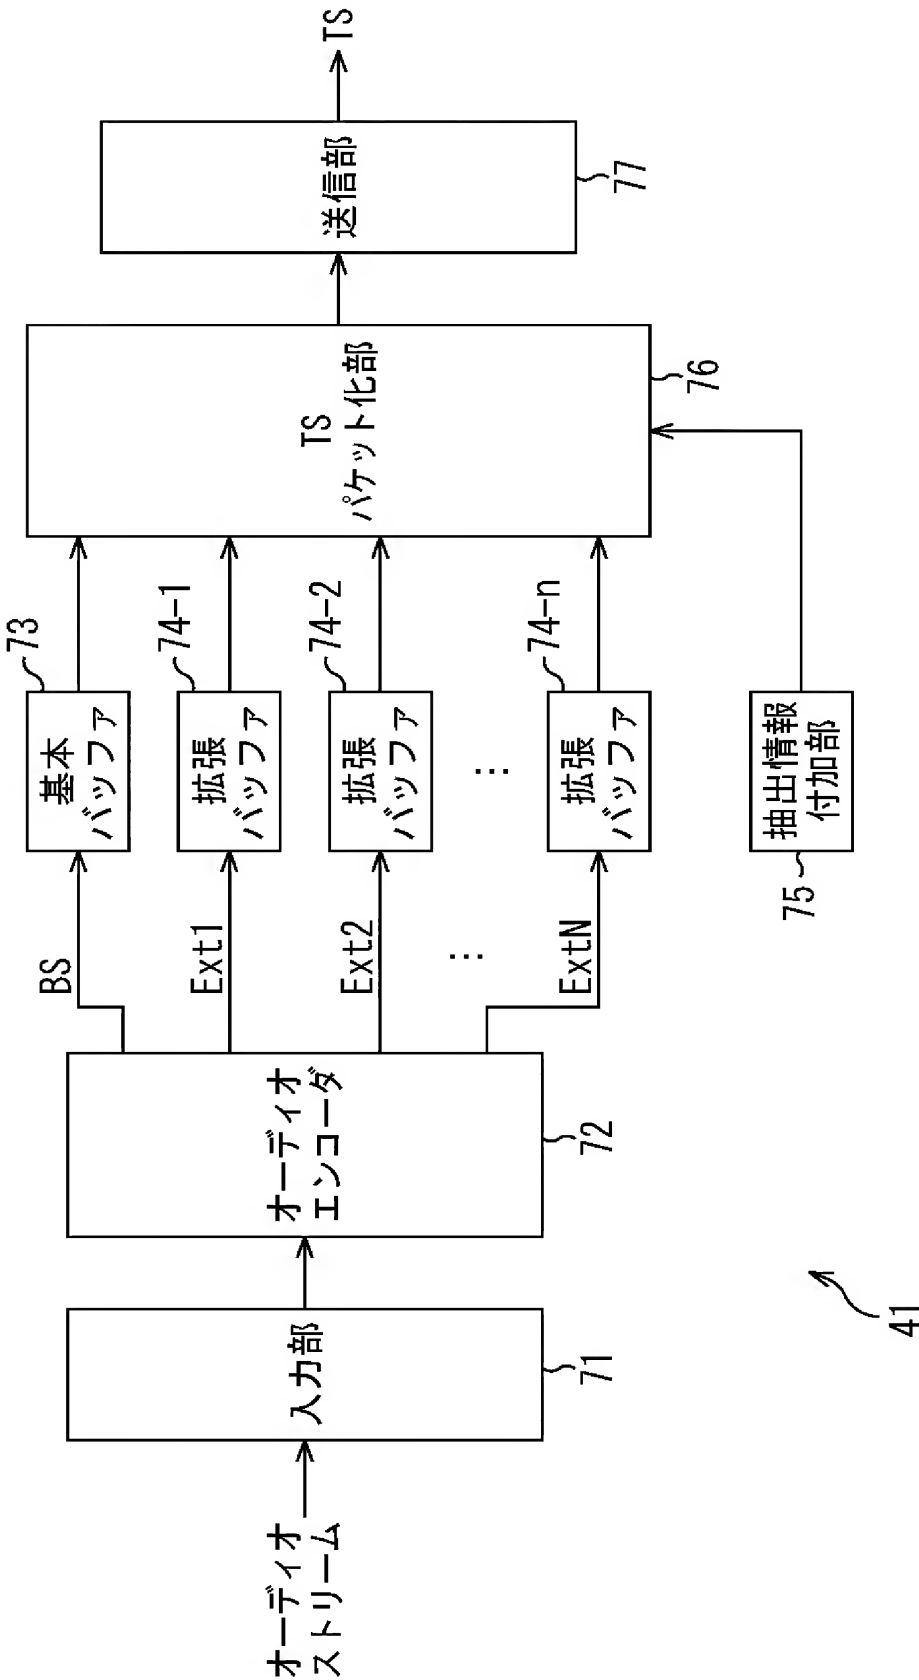 オーディオ
ストリーム
入力部
71
オーディオ
エンコーダ
72
BS
Ext1
Ext2
...
ExtN
基本
バッファ
73
拡張
バッファ
74-1
拡張
バッファ
74-2
...
拡張
バッファ
74-n
抽出情報
付加部
75
TS
パケット化部
76
送信部
77
TS
41